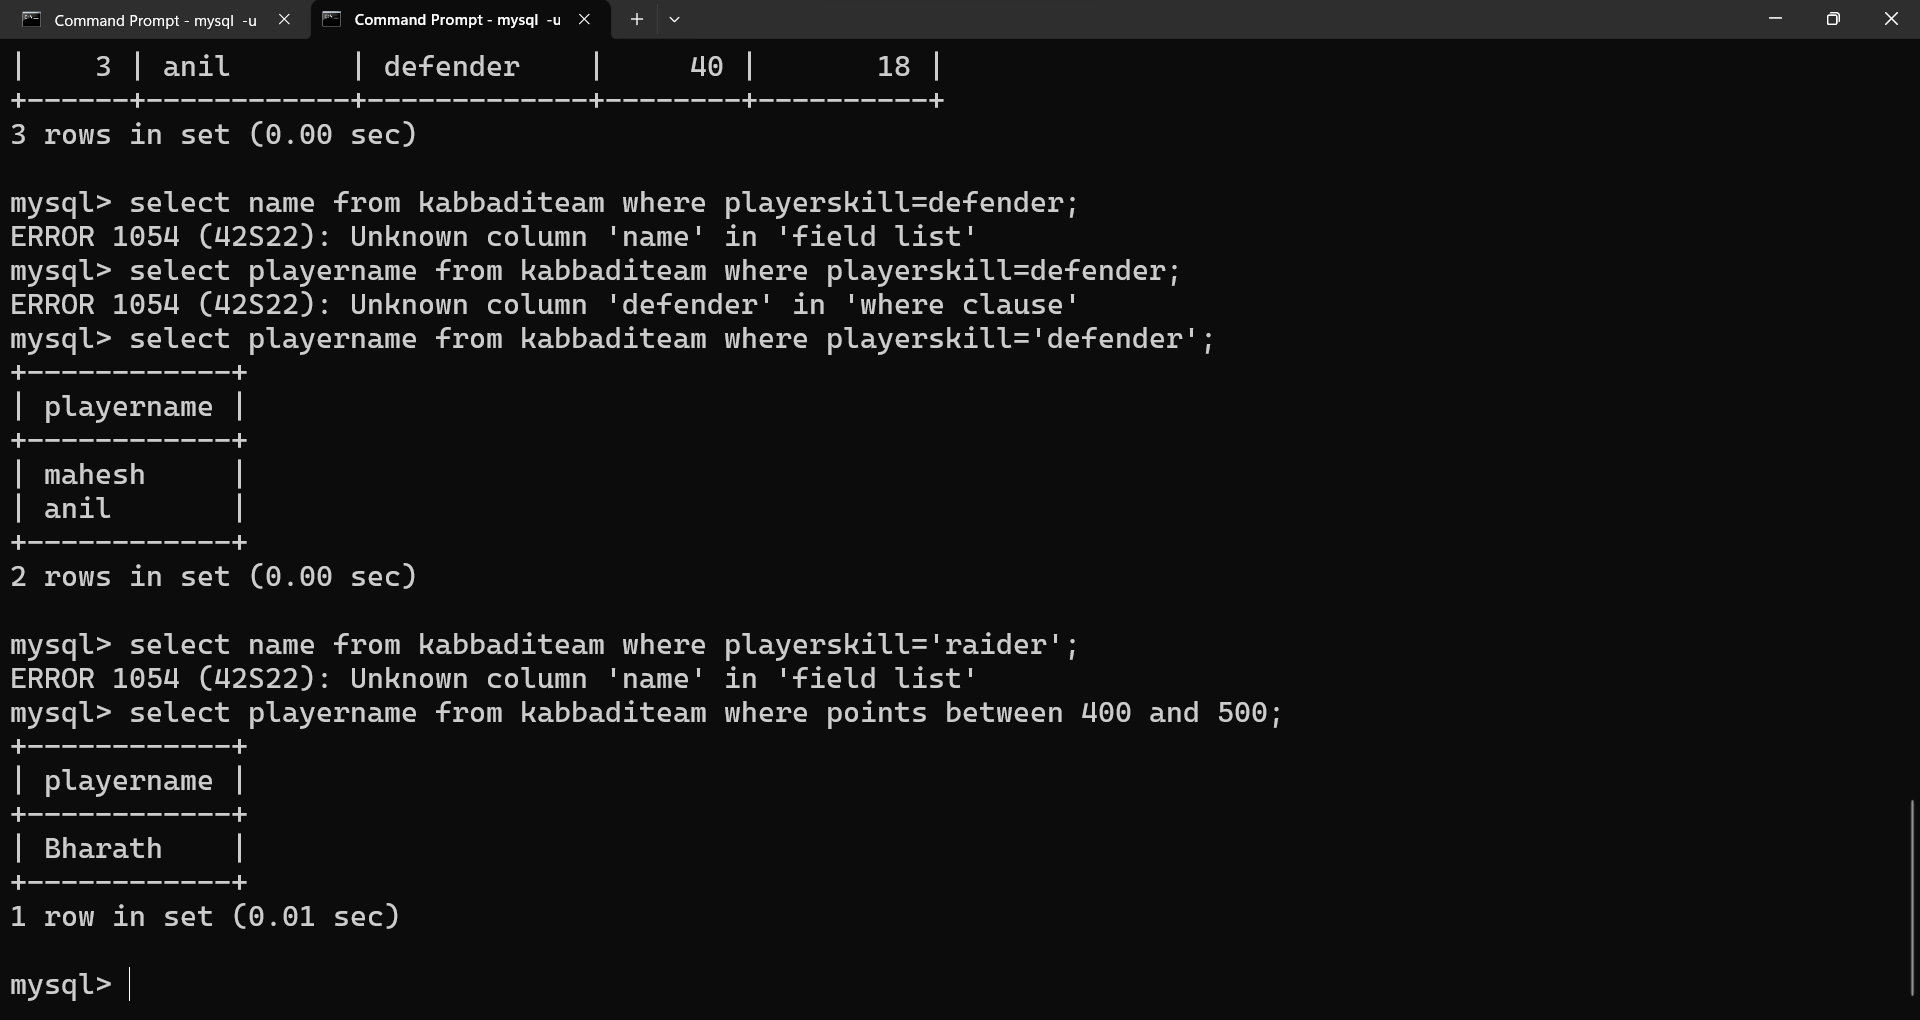 Command Prompt - mysql -u
Command Prompt - mysql -u
|    3 | anil       | defender    |     40 |       18 |
+------+------------+-------------+--------+----------+
3 rows in set (0.00 sec)
mysql> select name from kabbaditeam where playerskill=defender;
ERROR 1054 (42S22): Unknown column 'name' in 'field list'
mysql> select playername from kabbaditeam where playerskill=defender;
ERROR 1054 (42S22): Unknown column 'defender' in 'where clause'
mysql> select playername from kabbaditeam where playerskill='defender';
+------------+
| playername |
+------------+
| mahesh     |
| anil       |
+------------+
2 rows in set (0.00 sec)
mysql> select name from kabbaditeam where playerskill='raider';
ERROR 1054 (42S22): Unknown column 'name' in 'field list'
mysql> select playername from kabbaditeam where points between 400 and 500;
+------------+
| playername |
+------------+
| Bharath    |
+------------+
1 row in set (0.01 sec)
mysql>